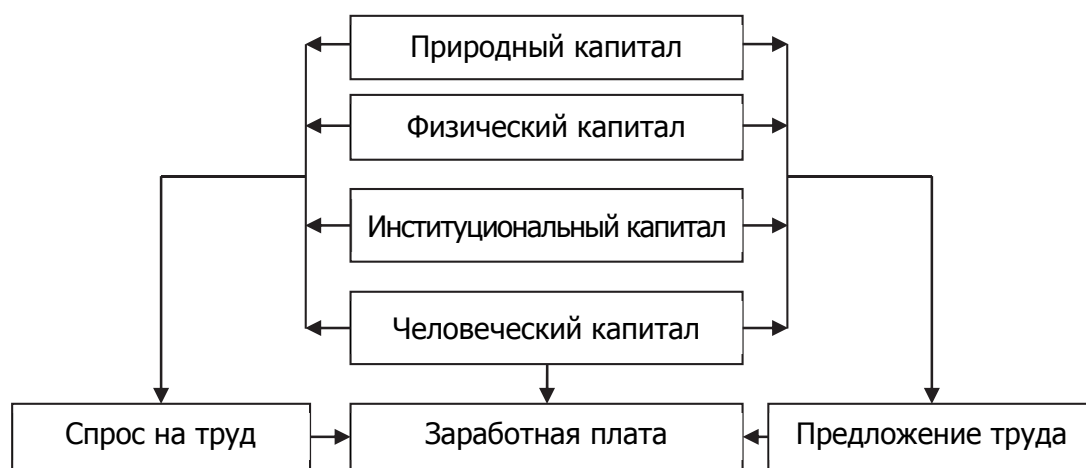 Природный капитал
Физический капитал
Институциональный капитал
Человеческий капитал
Спрос на труд
Заработная плата
Предложение труда